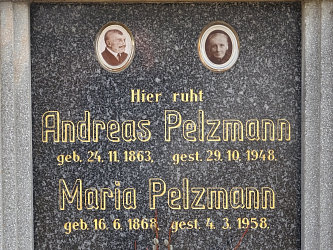 Hier ruht
Andreas Pelzmann
geb. 24. 11. 1863, gest. 29. 10. 1948.
Maria Pelzmann
geb. 16. 6. 1868, gest. 4. 3. 1958.